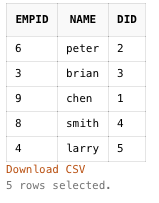 EMPID NAME DID
6 peter 2
3 brian 3
9 chen 1
8 smith 4
4 larry 5
Download CSV
5 rows selected.